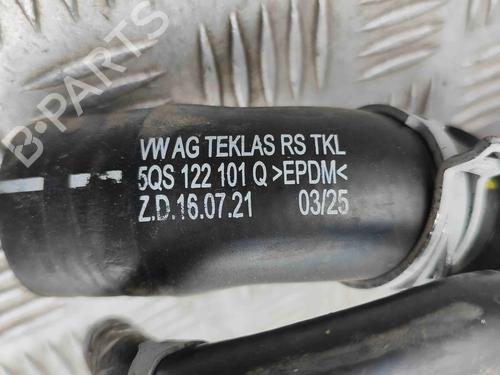 B-PARTS
VW AG TEKLAS RS TKL
5QS 122 101 Q >EPDM<
Z.D.16.07.21 03/25